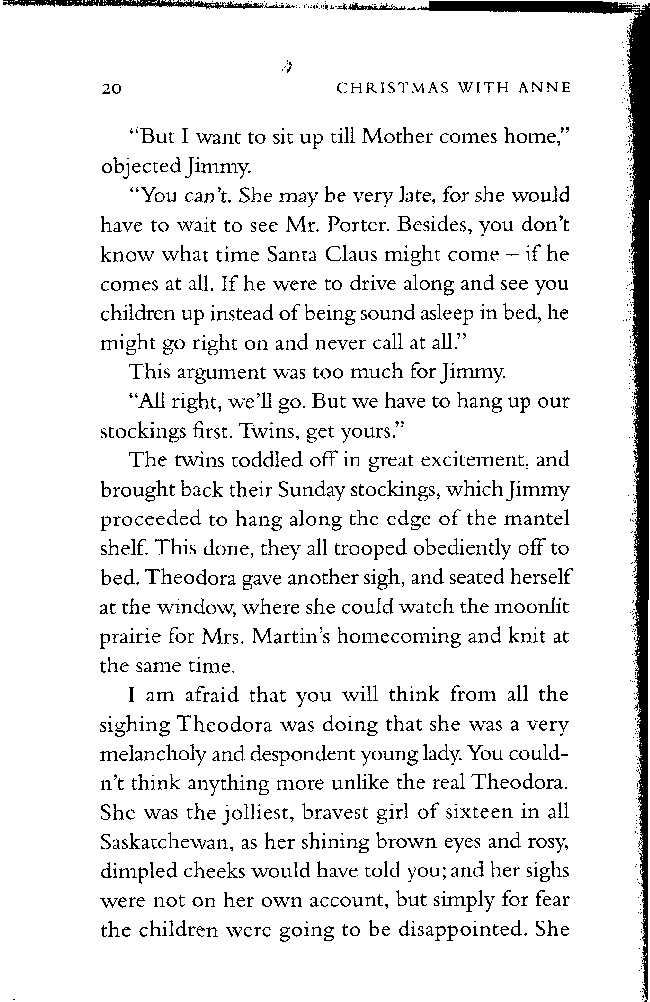 20 CHRISTMAS WITH ANNE
“But I want to sit up till Mother comes home,”
objected Jimmy.
“You can’t. She may be very late, for she would
have to wait to see Mr. Porter. Besides, you don’t
know what time Santa Claus might come – if he
comes at all. If he were to drive along and see you
children up instead of being sound asleep in bed, he
might go right on and never call at all.”
This argument was too much for Jimmy.
“All right, we’ll go. But we have to hang up our
stockings first. Twins, get yours.”
The twins toddled off in great excitement, and
brought back their Sunday stockings, which Jimmy
proceeded to hang along the edge of the mantel
shelf. This done, they all trooped obediently off to
bed. Theodora gave another sigh, and seated herself
at the window, where she could watch the moonlit
prairie for Mrs. Martin’s homecoming and knit at
the same time.
I am afraid that you will think from all the
sighing Theodora was doing that she was a very
melancholy and despondent young lady. You could-
n’t think anything more unlike the real Theodora.
She was the jolliest, bravest girl of sixteen in all
Saskatchewan, as her shining brown eyes and rosy,
dimpled cheeks would have told you; and her sighs
were not on her own account, but simply for fear
the children were going to be disappointed. She